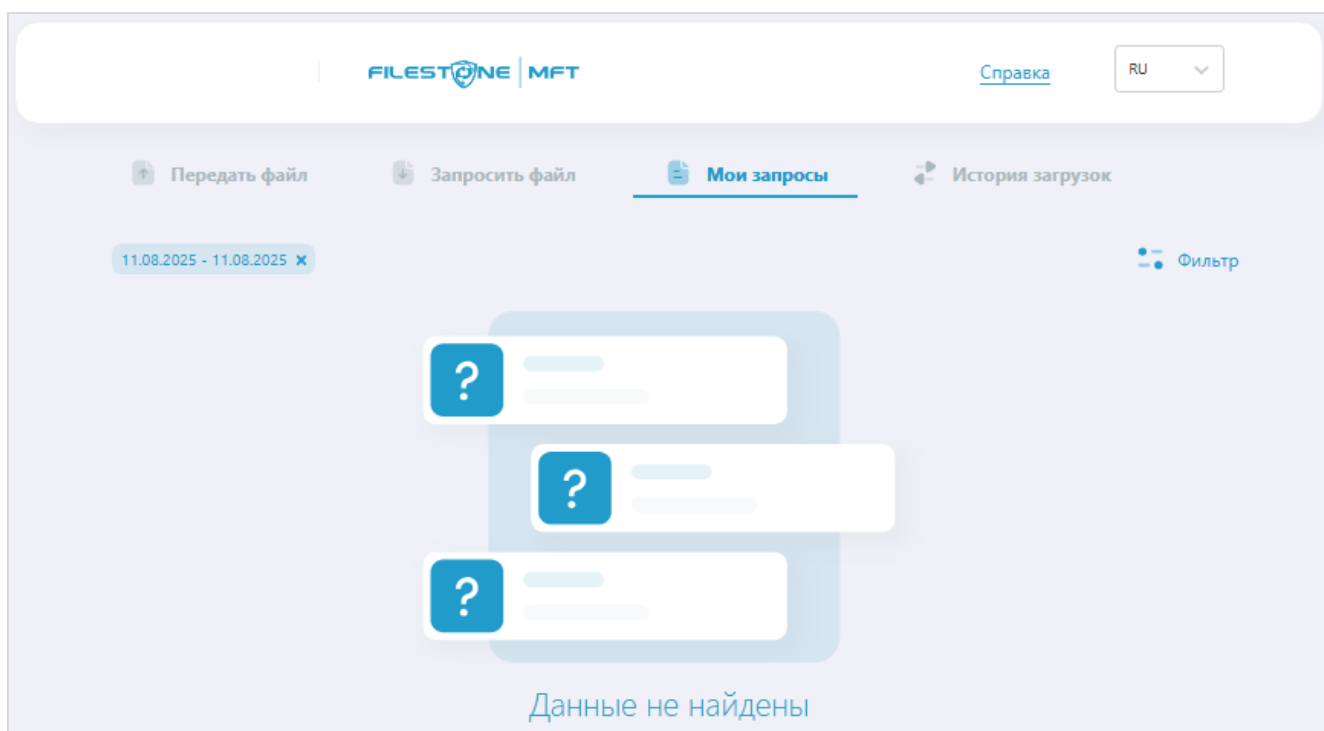 FILESTONE MFT
Справка
RU
Передать файл
Запросить файл
Мои запросы
История загрузок
11.08.2025 - 11.08.2025 ×
Фильтр
?
?
?
Данные не найдены